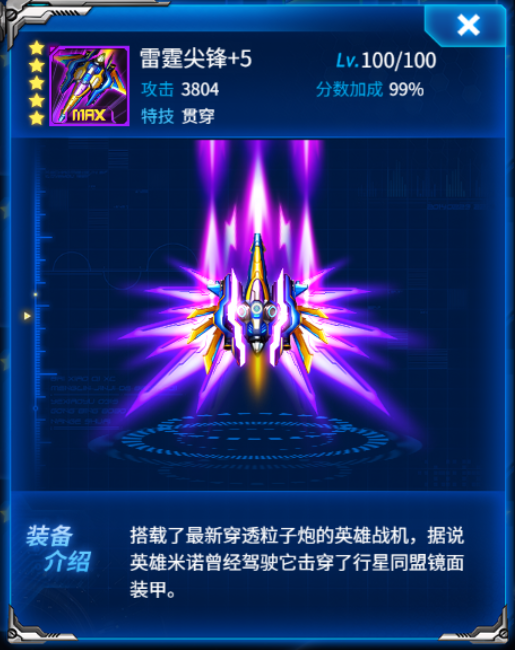 雷霆尖锋+5
Lv.100/100
攻击 3804
分数加成 99%
特技 贯穿
MAX
装备
介绍
搭载了最新穿透粒子炮的英雄战机，据说
英雄米诺曾经驾驶它击穿了行星同盟镜面
装甲。